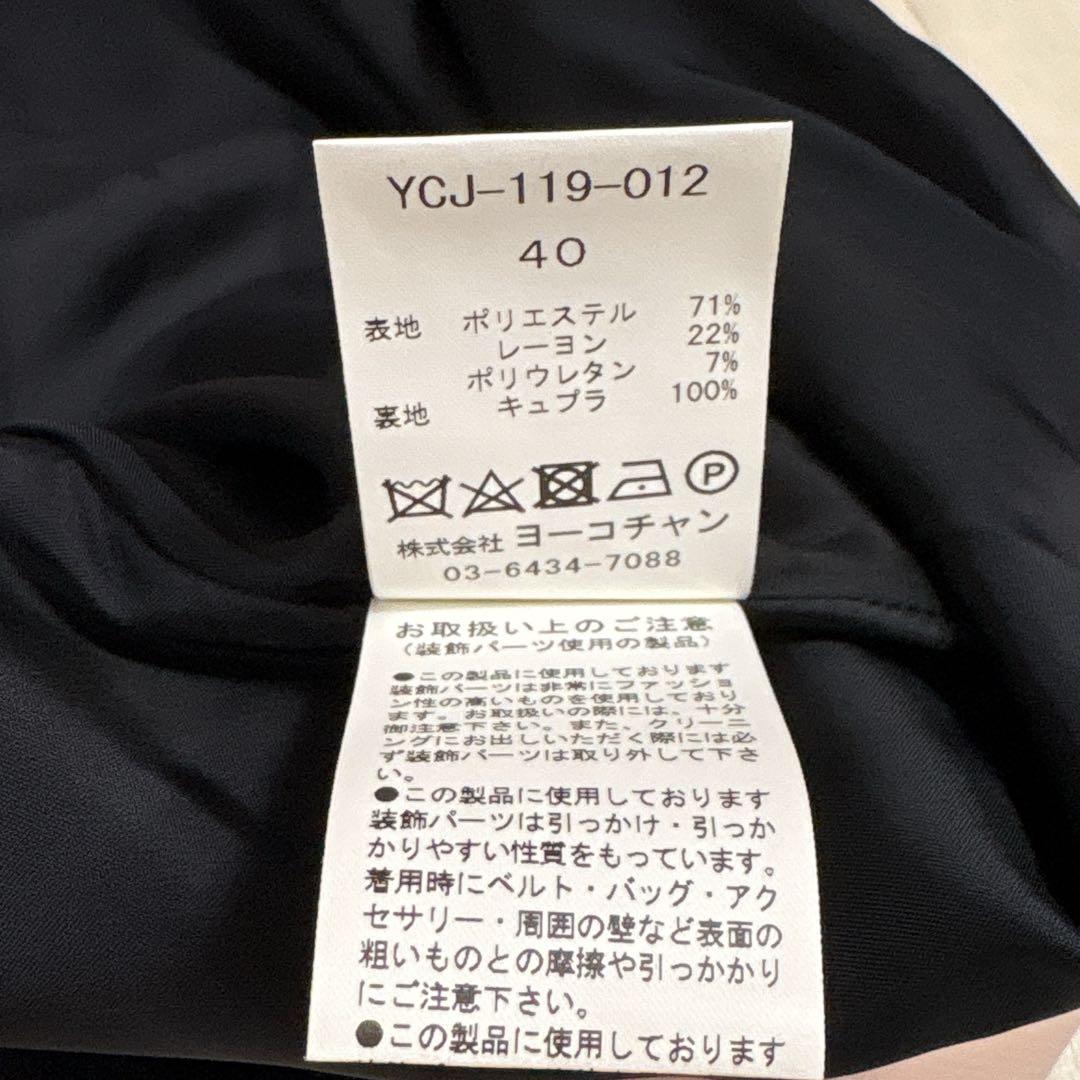 YCJ-119-012
40
表地 ポリエステル 71%
レーヨン 22%
ポリウレタン 7%
裏地 キュプラ 100%
P
株式会社 ヨーコチャン
03-6434-7088
お取扱い上のご注意
(装飾パーツ使用の製品)
●この製品に使用しております
装飾パーツは非常にファッショ
ン性の高いものを使用しており
ます。お取扱いの際には、十分
御注意下さい。また、クリーニ
ングにお出しいただく際には必
ず装飾パーツは取り外して下さ
い。
●この製品に使用しております
装飾パーツは引っかけ・引っか
かりやすい性質をもっています。
着用時にベルト・バッグ・アク
セサリー・周囲の壁など表面の
粗いものとの摩擦や引っかかり
にご注意下さい。
●この製品に使用しております